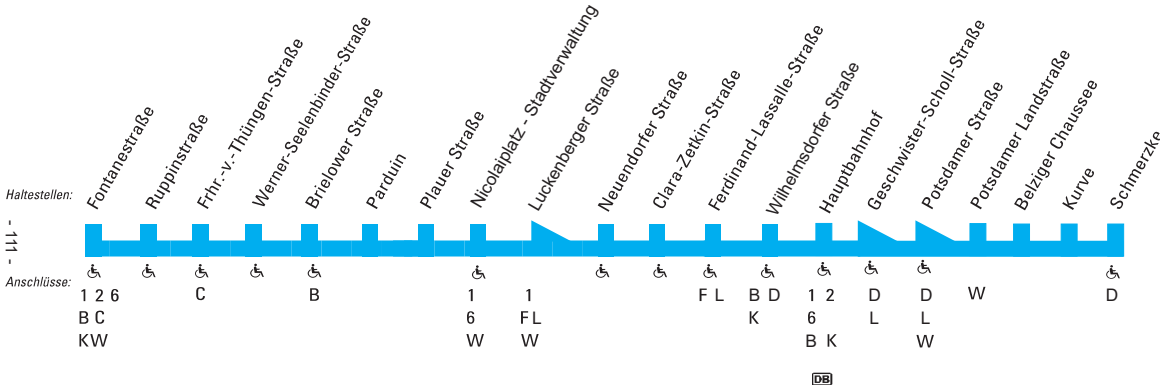 Haltestellen:
Fontanestraße
Ruppinstraße
Frhr.-v.-Thüngen-Straße
Werner-Seelenbinder-Straße
Brielower Straße
Parduin
Plauer Straße
Nicolaiplatz - Stadtverwaltung
Luckenberger Straße
Neuendorfer Straße
Clara-Zetkin-Straße
Ferdinand-Lassalle-Straße
Wilhelmsdorfer Straße
Hauptbahnhof
Geschwister-Scholl-Straße
Potsdamer Straße
Potsdamer Landstraße
Belziger Chaussee
Kurve
Schmerzke
- 111 -
Anschlüsse:
1 2 6 C B 1 1 F L B D 1 2 D D W D
B C 6 F L K 6 L L
K W W W B K W
DB